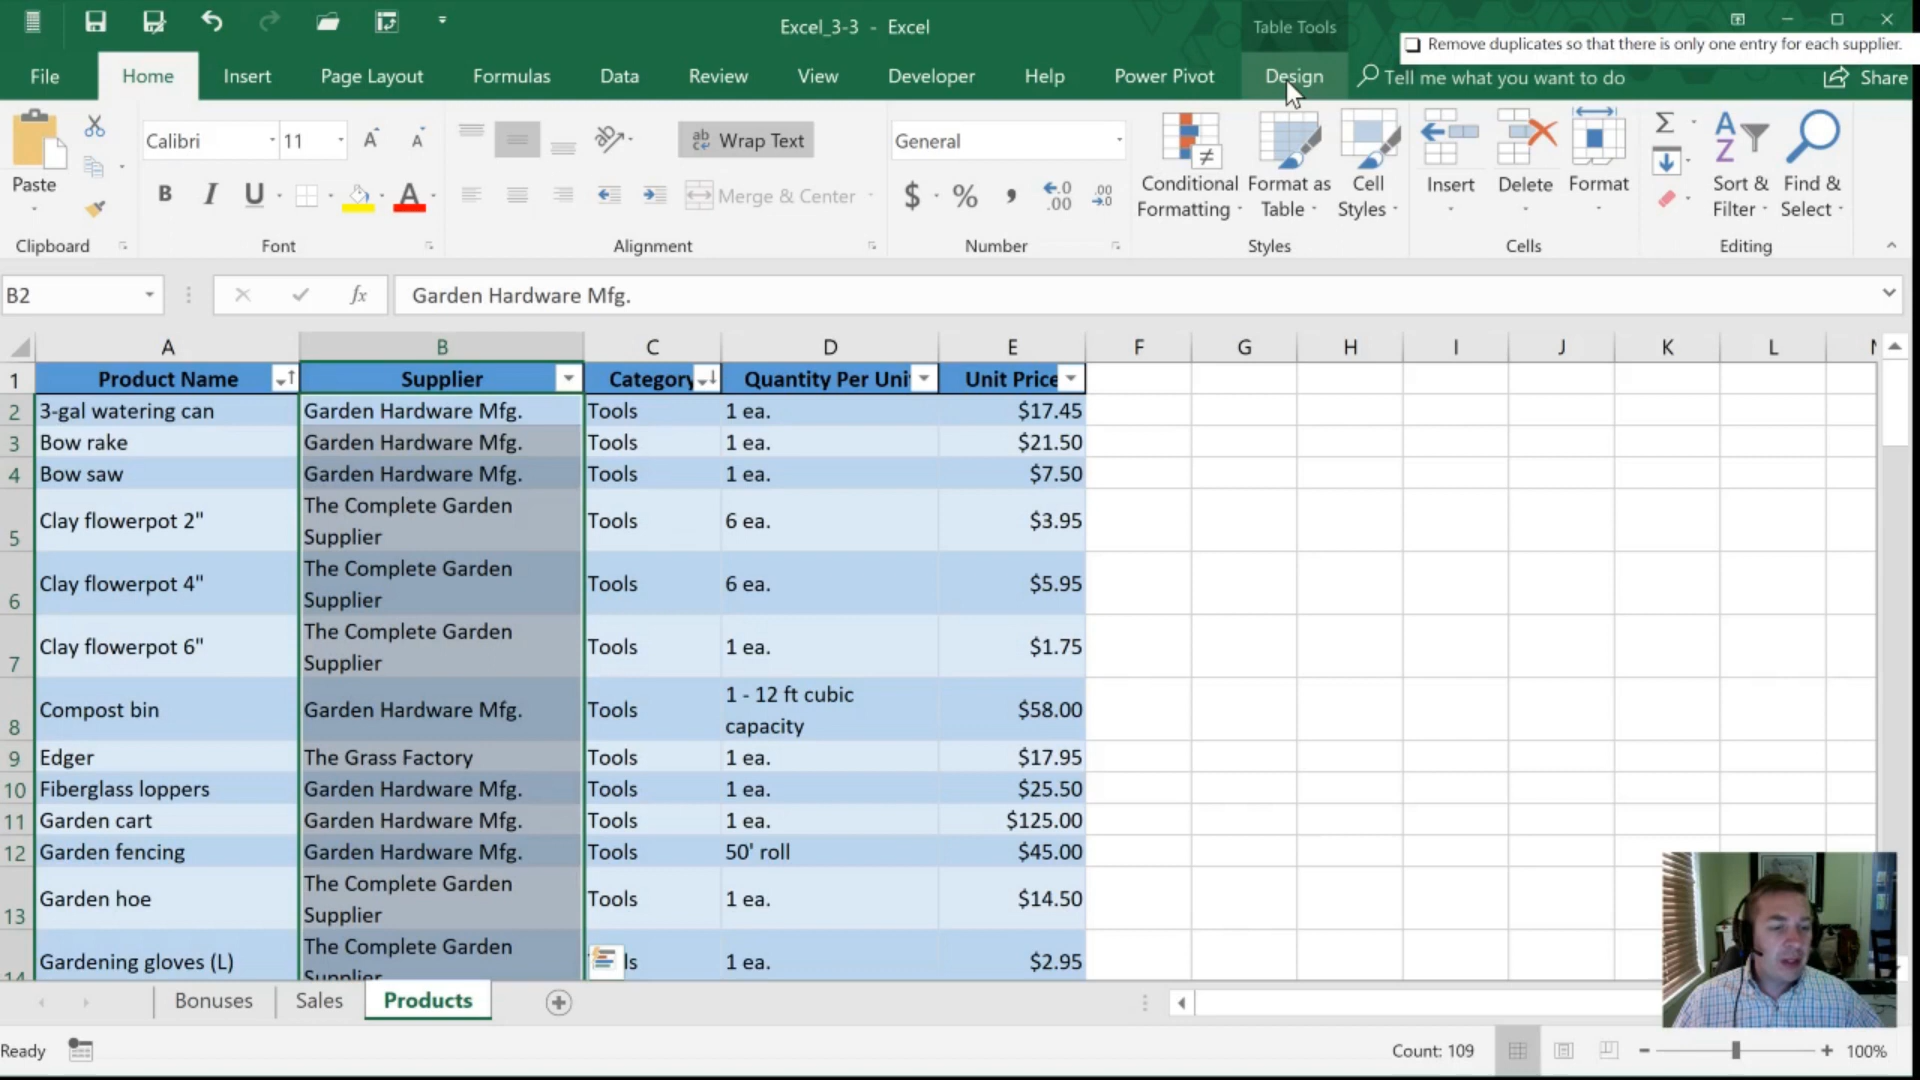 Excel_3-3 - Excel
Table Tools
Remove duplicates so that there is only one entry for each supplier.
File Home Insert Page Layout Formulas Data Review View Developer Help Power Pivot Design Tell me what you want to do Share
Paste
Clipboard
Calibri 11
B I U A
Font
Wrap Text
Merge & Center
Alignment
General
$ % ,
Number
Conditional Formatting
Format as Table
Cell Styles
Styles
Insert Delete Format
Cells
Sort & Filter
Find & Select
Editing
B2 fx Garden Hardware Mfg.
A B C D E F G H I J K L
1 Product Name Supplier Category Quantity Per Uni Unit Price
2 3-gal watering can Garden Hardware Mfg. Tools 1 ea. $17.45
3 Bow rake Garden Hardware Mfg. Tools 1 ea. $21.50
4 Bow saw Garden Hardware Mfg. Tools 1 ea. $7.50
5 Clay flowerpot 2" The Complete Garden Supplier Tools 6 ea. $3.95
6 Clay flowerpot 4" The Complete Garden Supplier Tools 6 ea. $5.95
7 Clay flowerpot 6" The Complete Garden Supplier Tools 1 ea. $1.75
8 Compost bin Garden Hardware Mfg. Tools 1 - 12 ft cubic capacity $58.00
9 Edger The Grass Factory Tools 1 ea. $17.95
10 Fiberglass loppers Garden Hardware Mfg. Tools 1 ea. $25.50
11 Garden cart Garden Hardware Mfg. Tools 1 ea. $125.00
12 Garden fencing Garden Hardware Mfg. Tools 50' roll $45.00
13 Garden hoe The Complete Garden Supplier Tools 1 ea. $14.50
14 Gardening gloves (L) The Complete Garden Supplier ls 1 ea. $2.95
Bonuses Sales Products
Ready Count: 109 100%